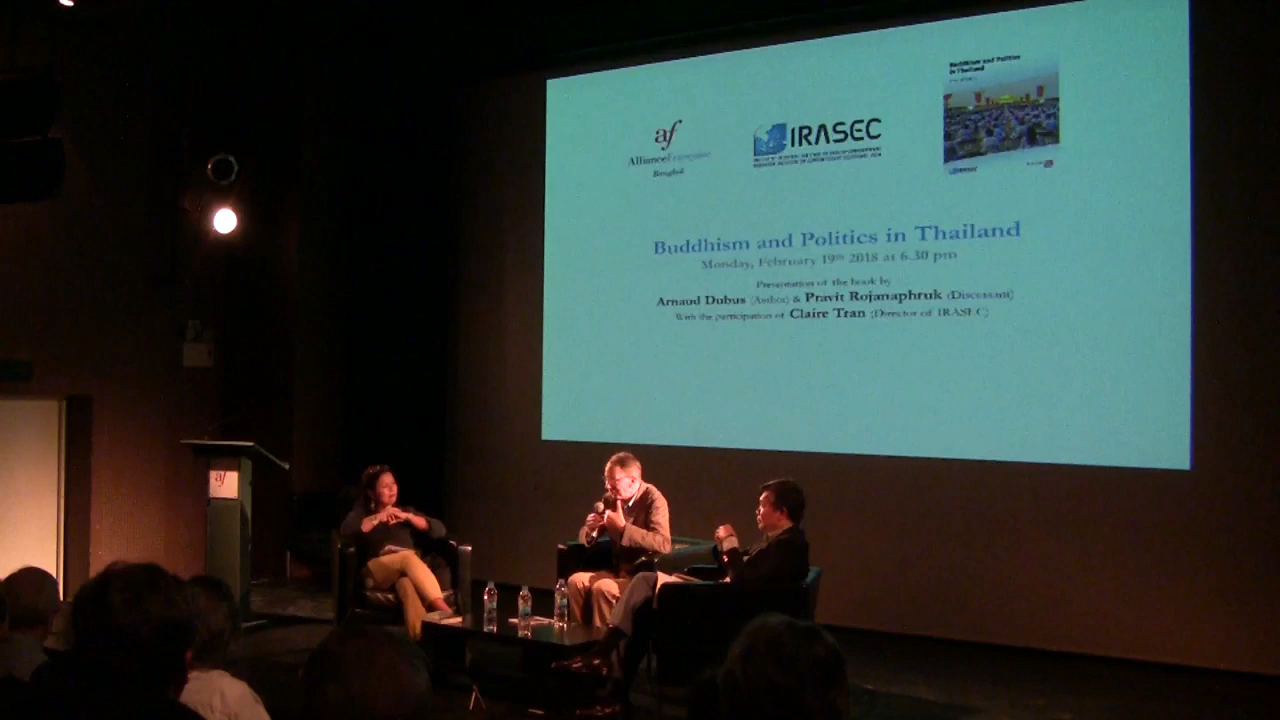 af
AllianceFrançaise
Bangkok
IRASEC
Buddhism and Politics
in Thailand
Buddhism and Politics in Thailand
Monday, February 19th 2018 at 6.30 pm
Presentation of the book by
Arnaud Dubus (Author) & Pravit Rojanaphruk (Discussant)
With the participation of Claire Tran (Director of IRASEC)
af